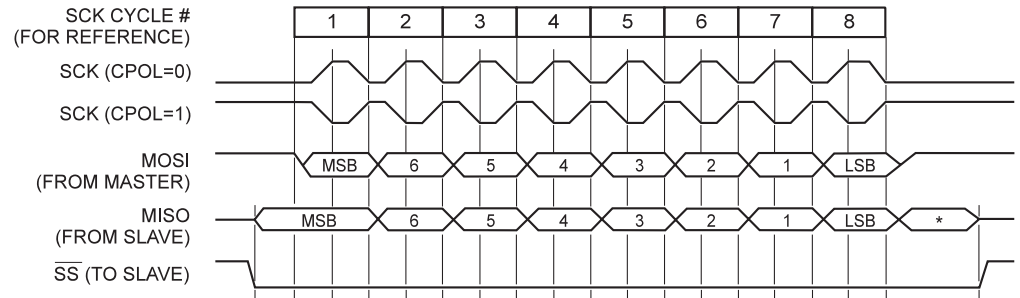 SCK CYCLE #
(FOR REFERENCE)
1 2 3 4 5 6 7 8
SCK (CPOL=0)
SCK (CPOL=1)
MOSI
(FROM MASTER)
MSB 6 5 4 3 2 1 LSB
MISO
(FROM SLAVE)
MSB 6 5 4 3 2 1 LSB *
SS (TO SLAVE)